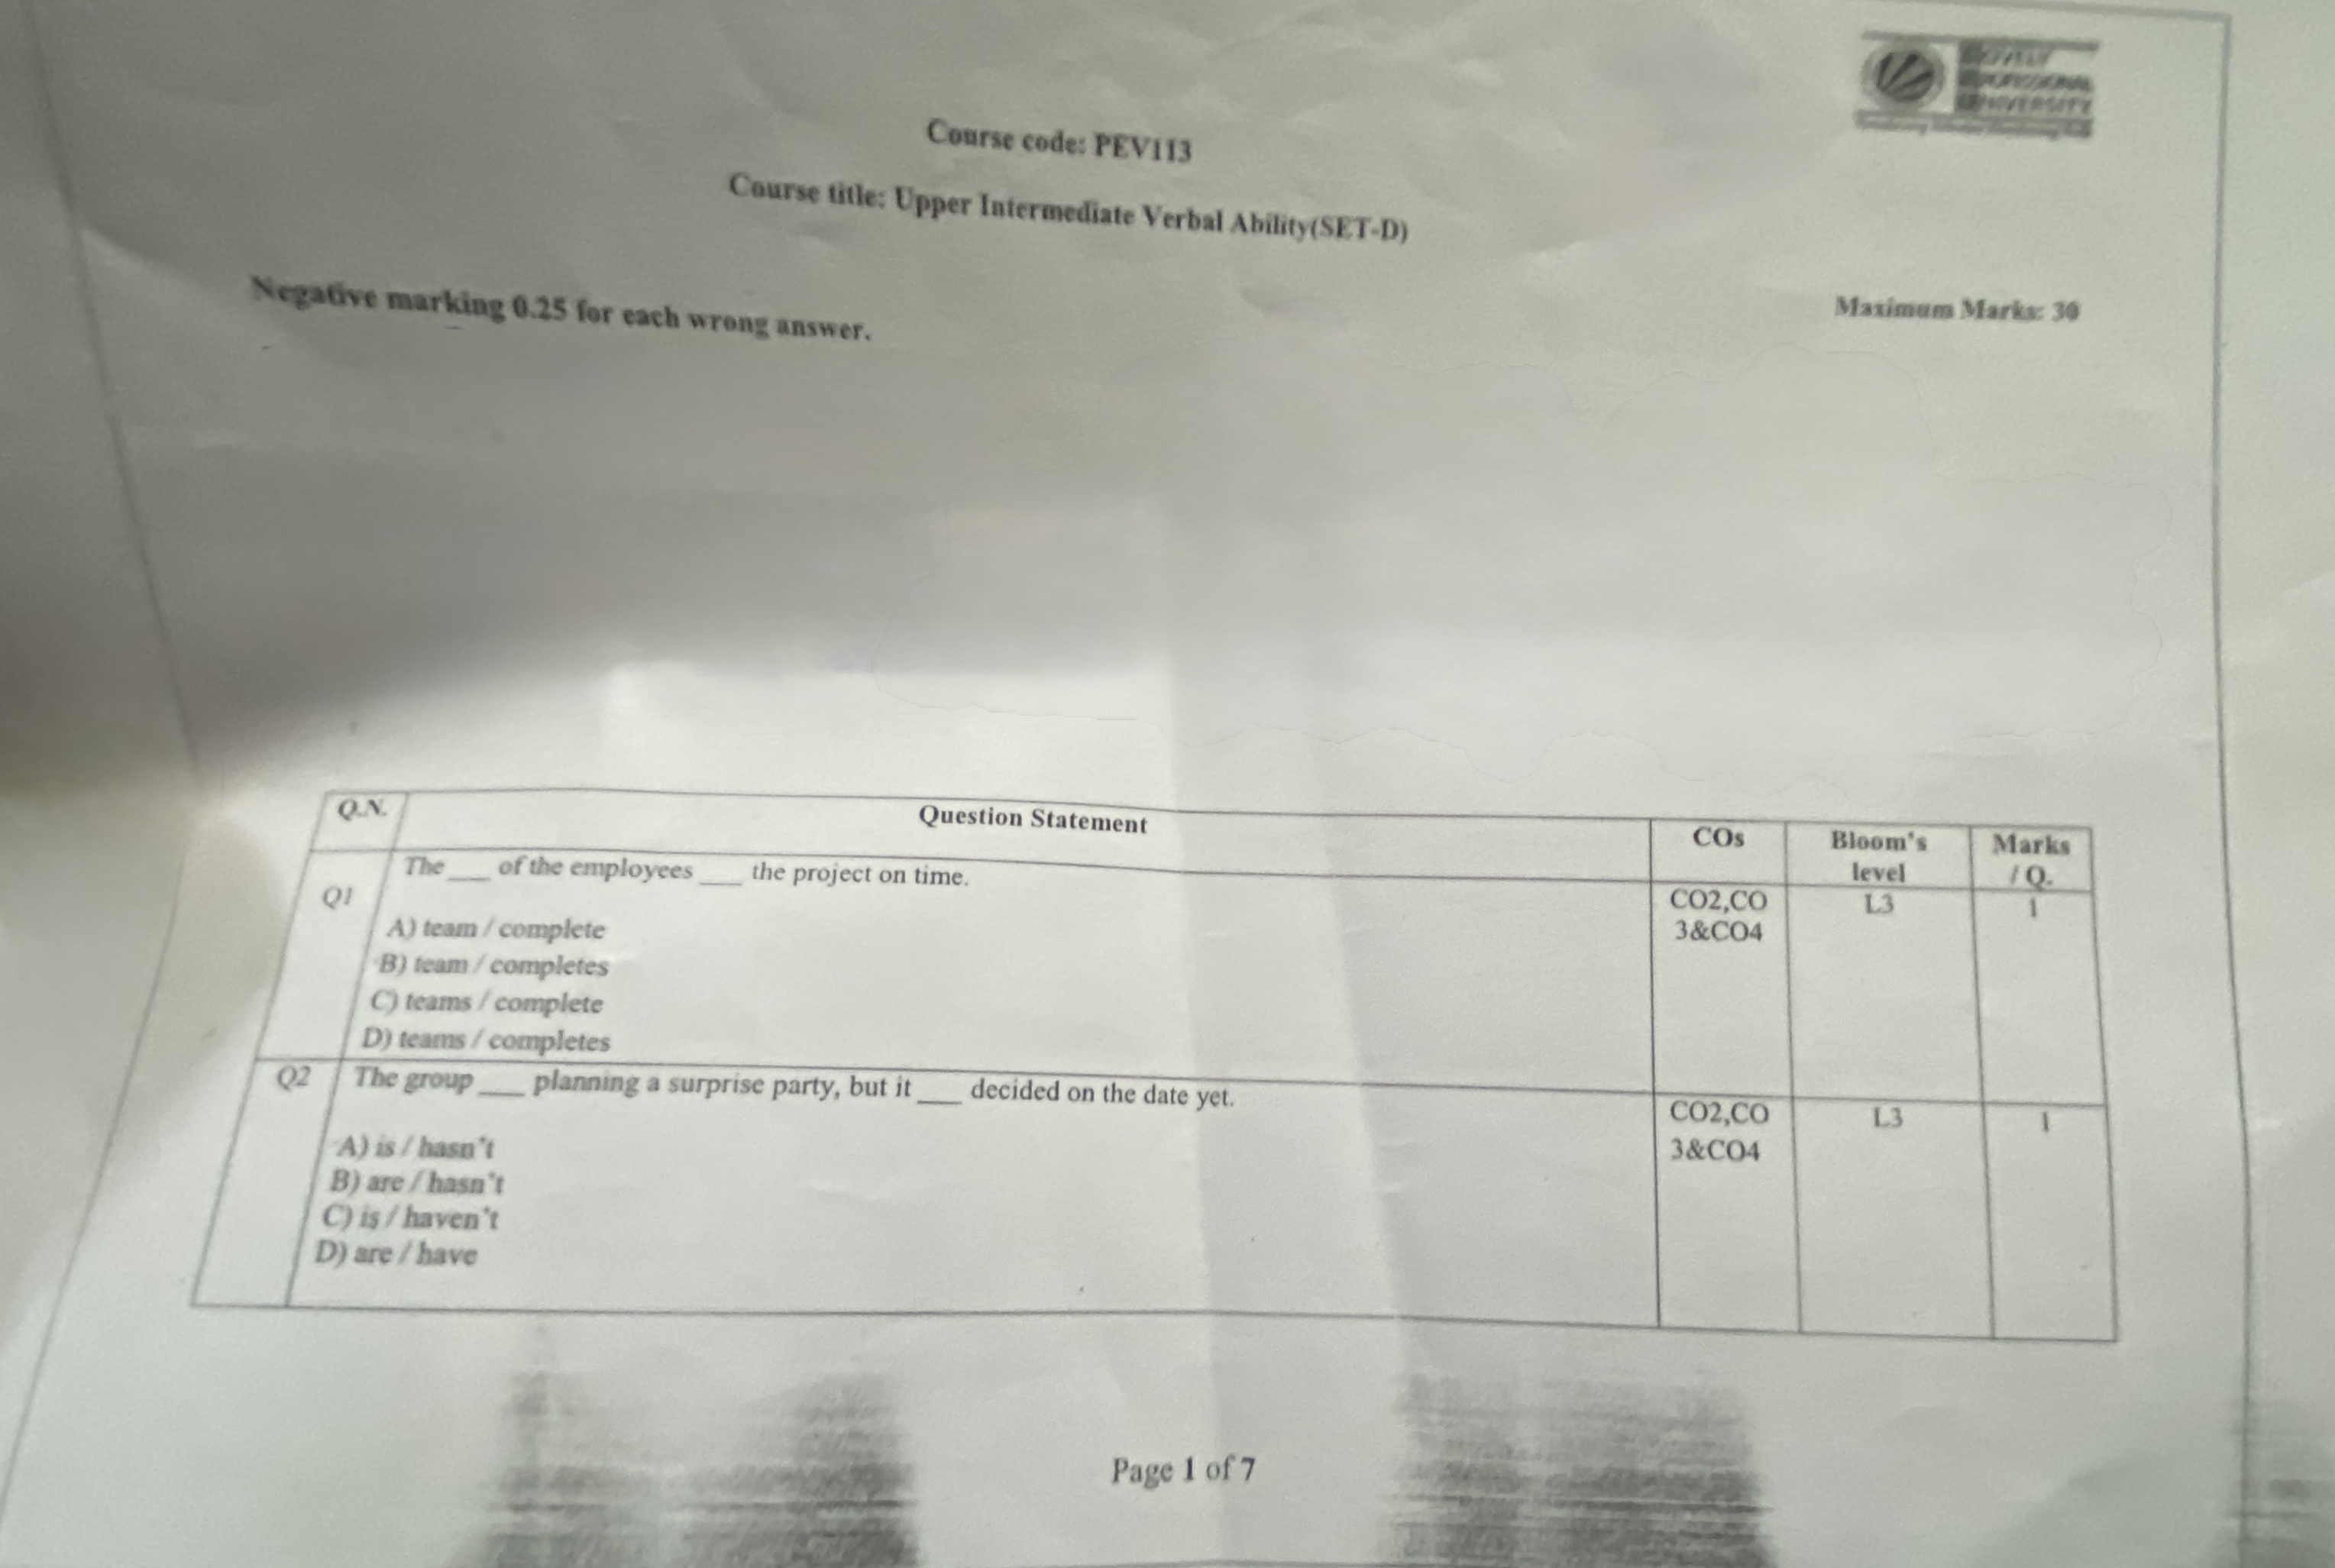 LOVELY
PROFESSIONAL
UNIVERSITY
Course code: PEV113
Course title: Upper Intermediate Verbal Ability(SET-D)
Negative marking 0.25 for each wrong answer.
Maximum Marks: 30
Q.N. Question Statement COs Bloom's level Marks / Q.
Q1 The ___ of the employees ___ the project on time. CO2,CO 3&CO4 L3 1
A) team / complete
B) team / completes
C) teams / complete
D) teams / completes
Q2 The group ___ planning a surprise party, but it ___ decided on the date yet. CO2,CO 3&CO4 L3 1
A) is / hasn't
B) are / hasn't
C) is / haven't
D) are / have
Page 1 of 7